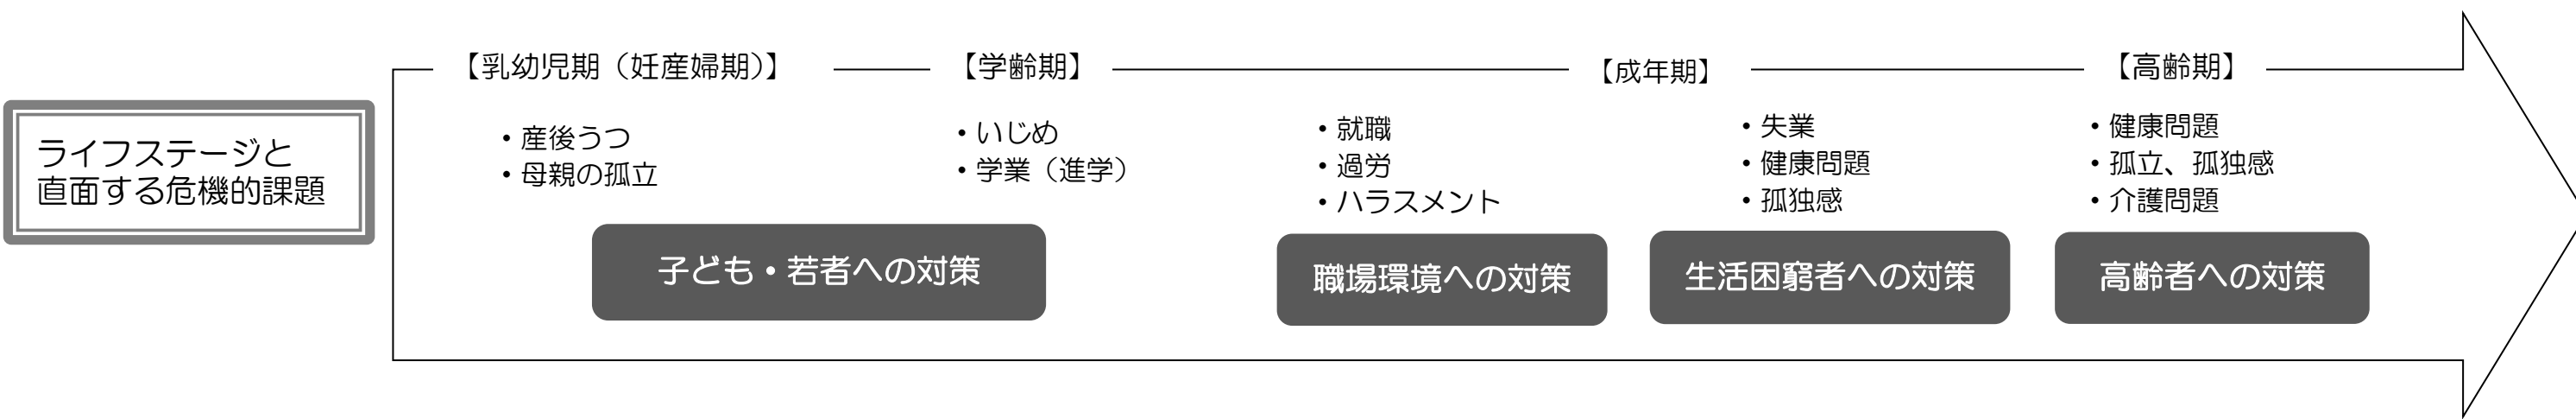 ライフステージと
直面する危機的課題
【乳幼児期（妊産婦期）】
・産後うつ
・母親の孤立
【学齢期】
・いじめ
・学業（進学）
子ども・若者への対策
【成年期】
・就職
・過労
・ハラスメント
職場環境への対策
・失業
・健康問題
・孤独感
生活困窮者への対策
【高齢期】
・健康問題
・孤立、孤独感
・介護問題
高齢者への対策